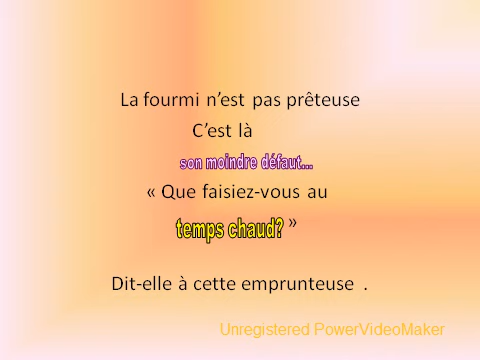 La fourmi n’est pas prêteuse
C’est là
son moindre défaut...
« Que faisiez-vous au
temps chaud? »
Dit-elle à cette emprunteuse .
Unregistered PowerVideoMaker